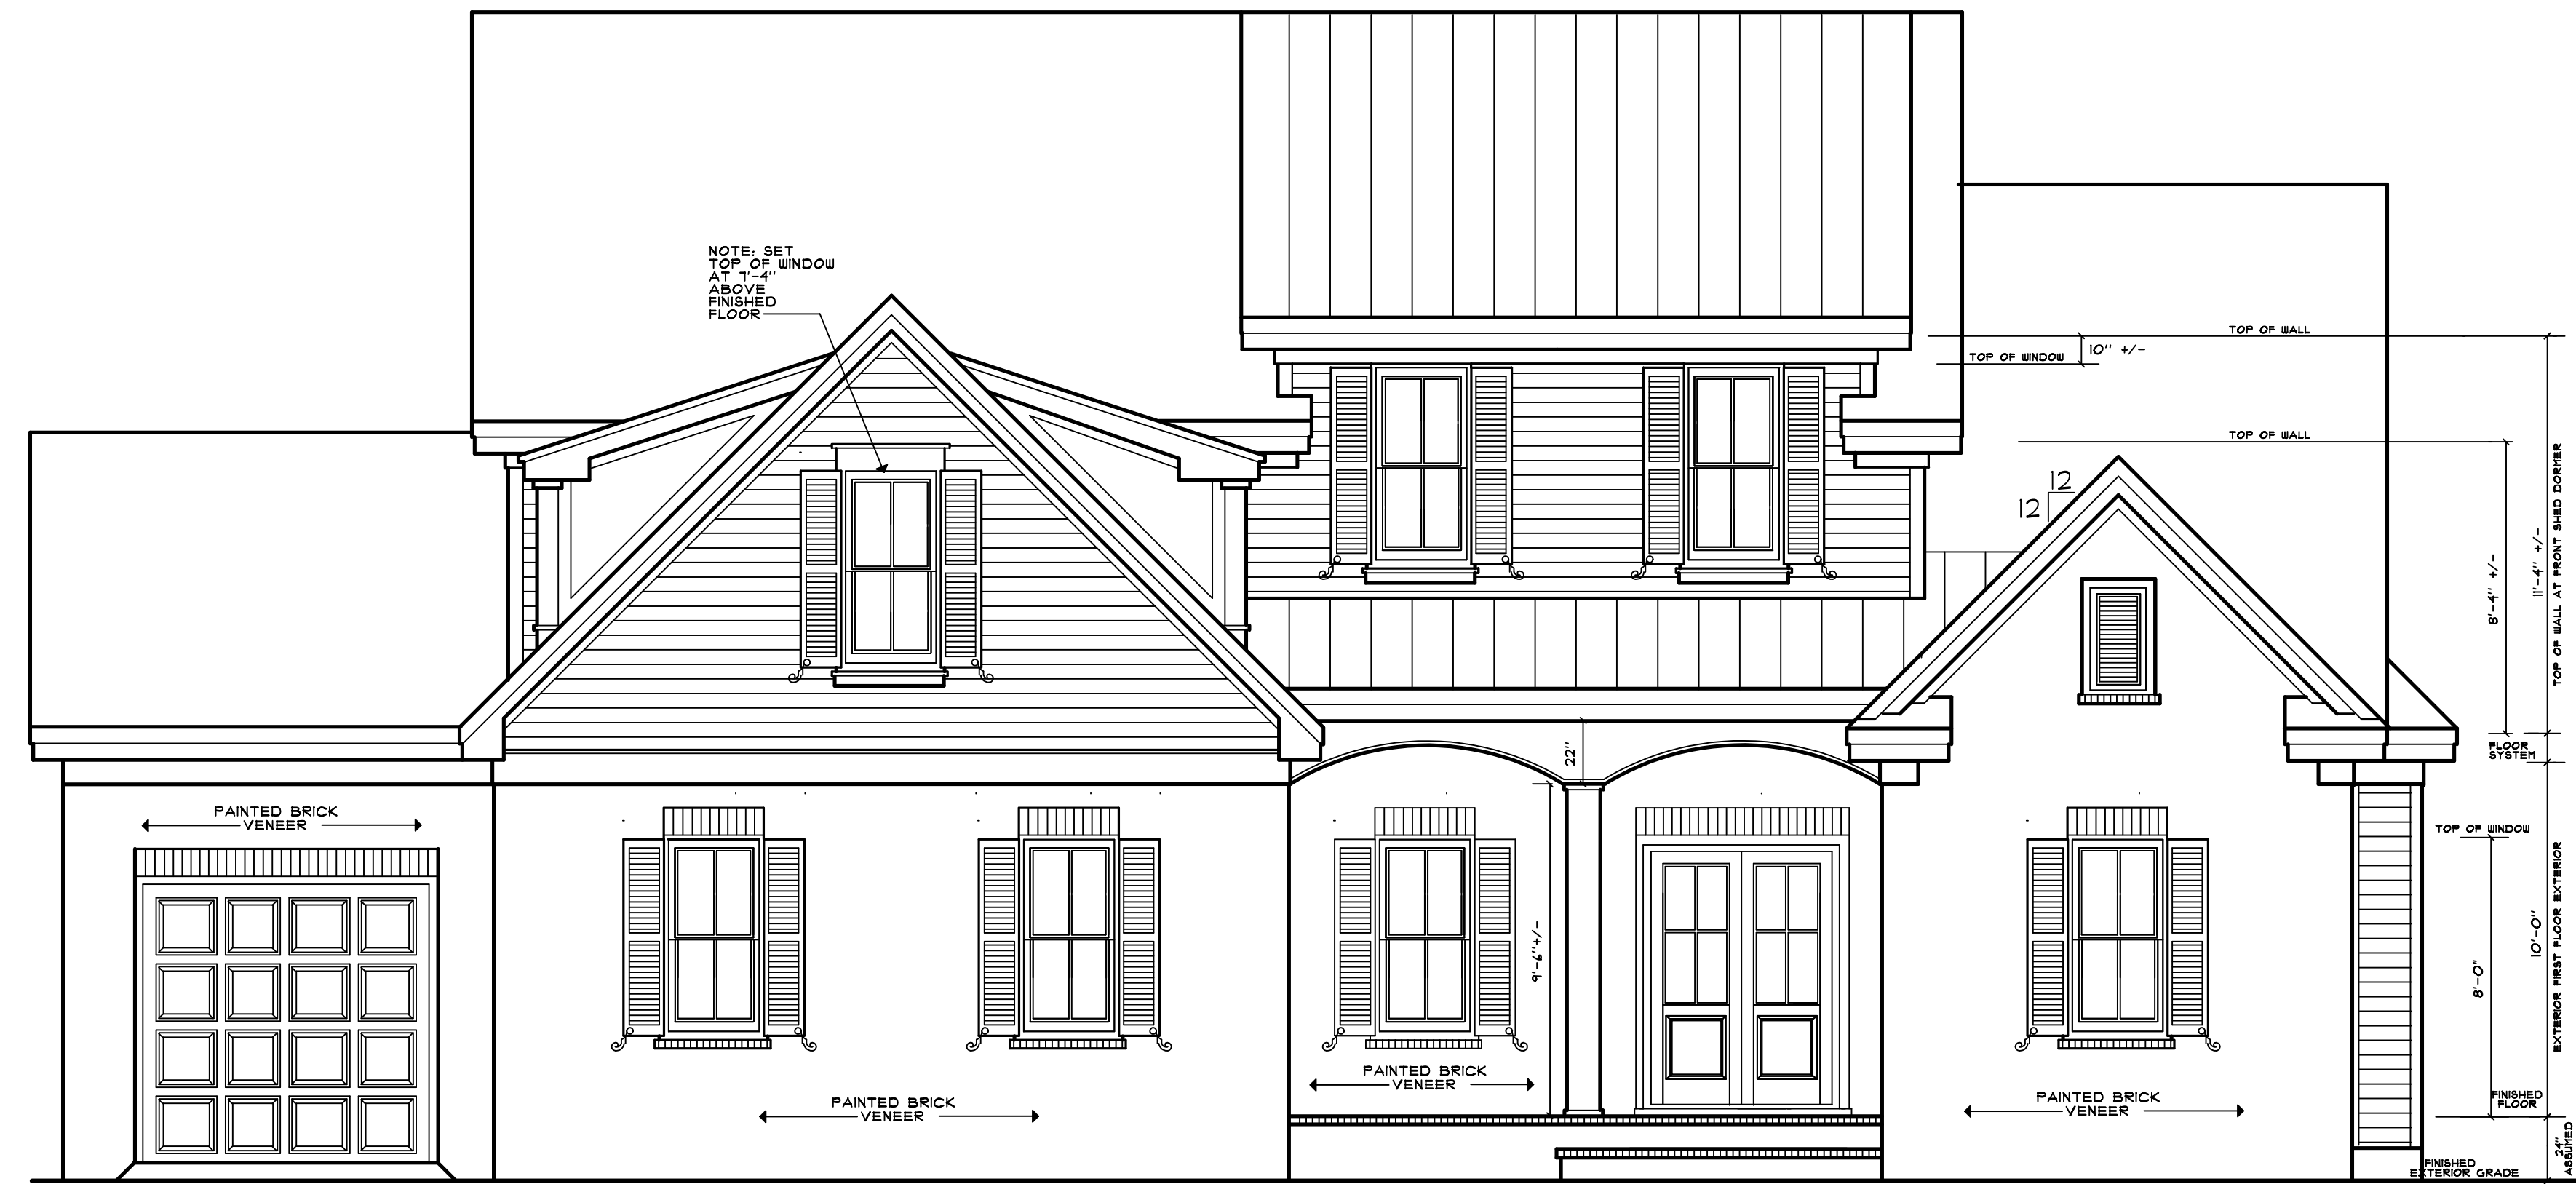 NOTE: SET
TOP OF WINDOW
AT 7'-4"
ABOVE
FINISHED
FLOOR
TOP OF WALL
10" +/-
TOP OF WINDOW
TOP OF WALL
12
12
8'-4" +/-
11'-4" +/-
TOP OF WALL AT FRONT SHED DORMER
22"
FLOOR
SYSTEM
PAINTED BRICK
VENEER
TOP OF WINDOW
9'-6"+/-
8'-0"
10'-0"
EXTERIOR FIRST FLOOR EXTERIOR
PAINTED BRICK
VENEER
PAINTED BRICK
VENEER
PAINTED BRICK
VENEER
FINISHED
FLOOR
24"
ASSUMED
FINISHED
EXTERIOR GRADE